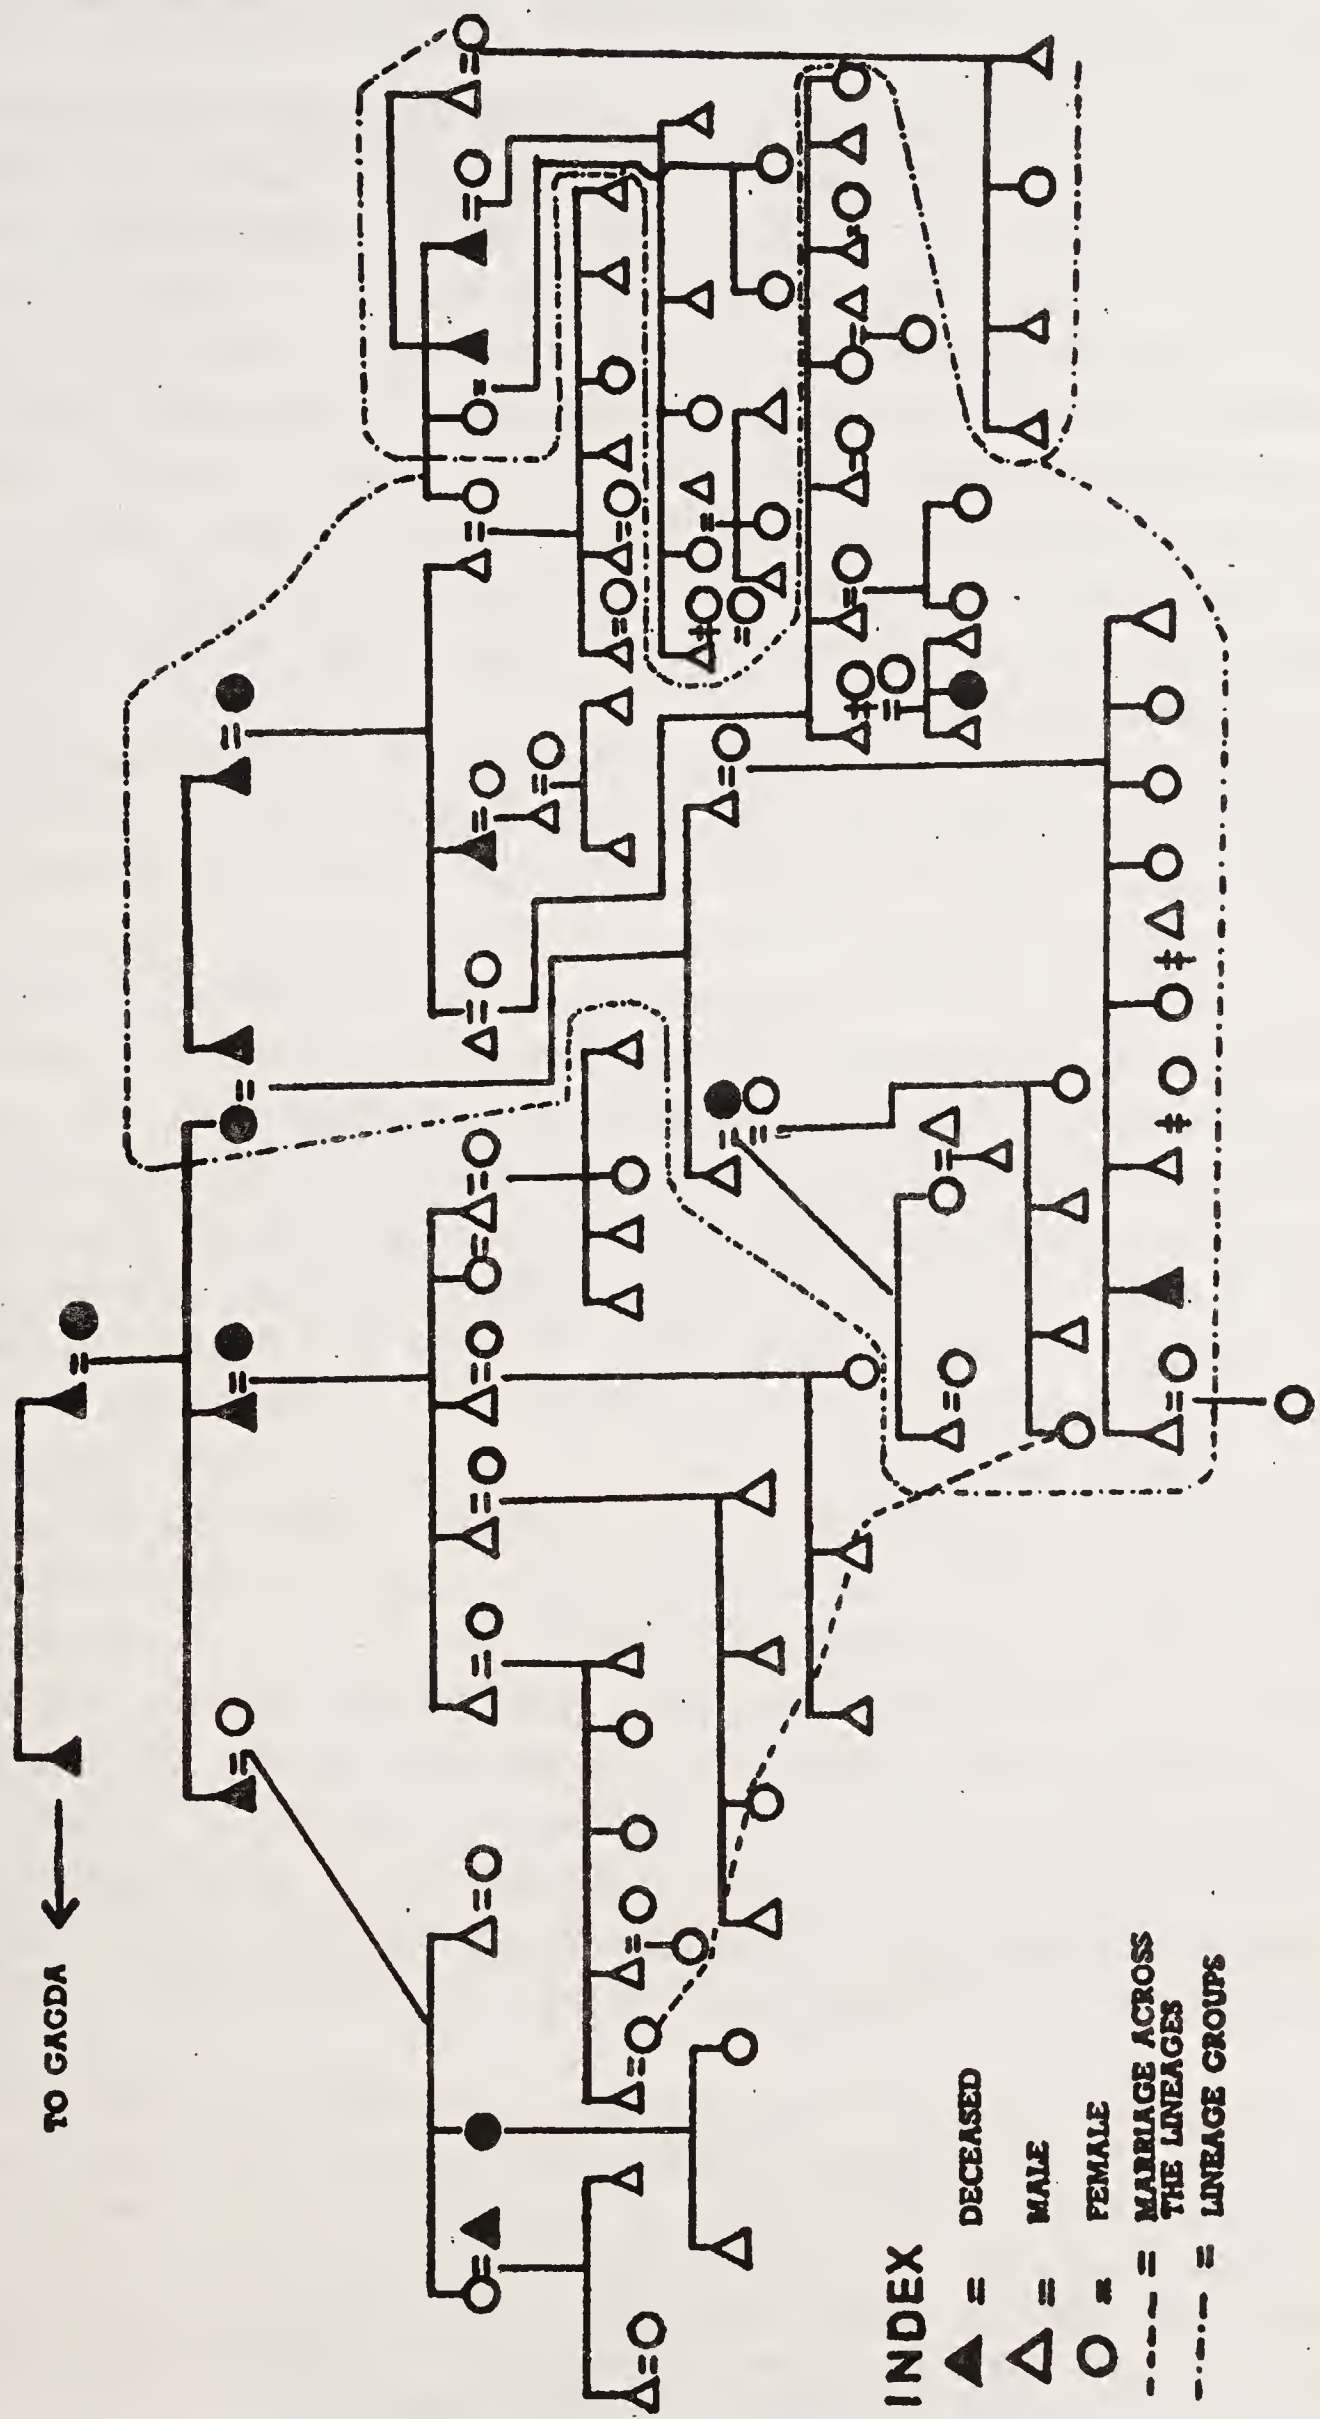 TO GAGDA
INDEX
= DECEASED
= MALE
= FEMALE
= MARRIAGE ACROSS
THE LINEAGES
= LINEAGE GROUPS